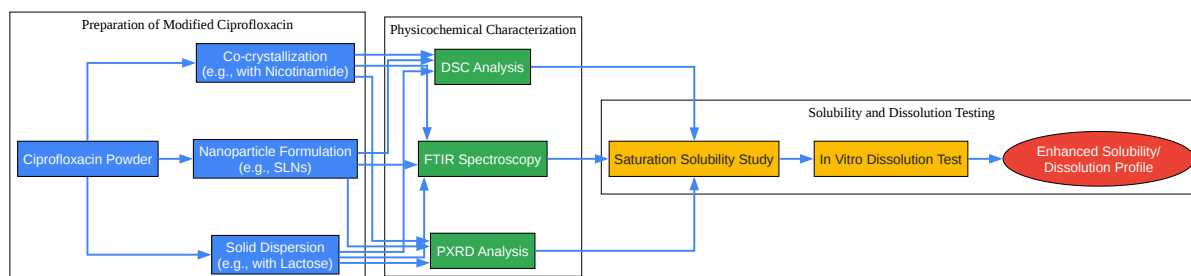 Preparation of Modified Ciprofloxacin
Ciprofloxacin Powder
Co-crystallization
(e.g., with Nicotinamide)
Nanoparticle Formulation
(e.g., SLNs)
Solid Dispersion
(e.g., with Lactose)
Physicochemical Characterization
DSC Analysis
FTIR Spectroscopy
PXRD Analysis
Solubility and Dissolution Testing
Saturation Solubility Study
In Vitro Dissolution Test
Enhanced Solubility/
Dissolution Profile